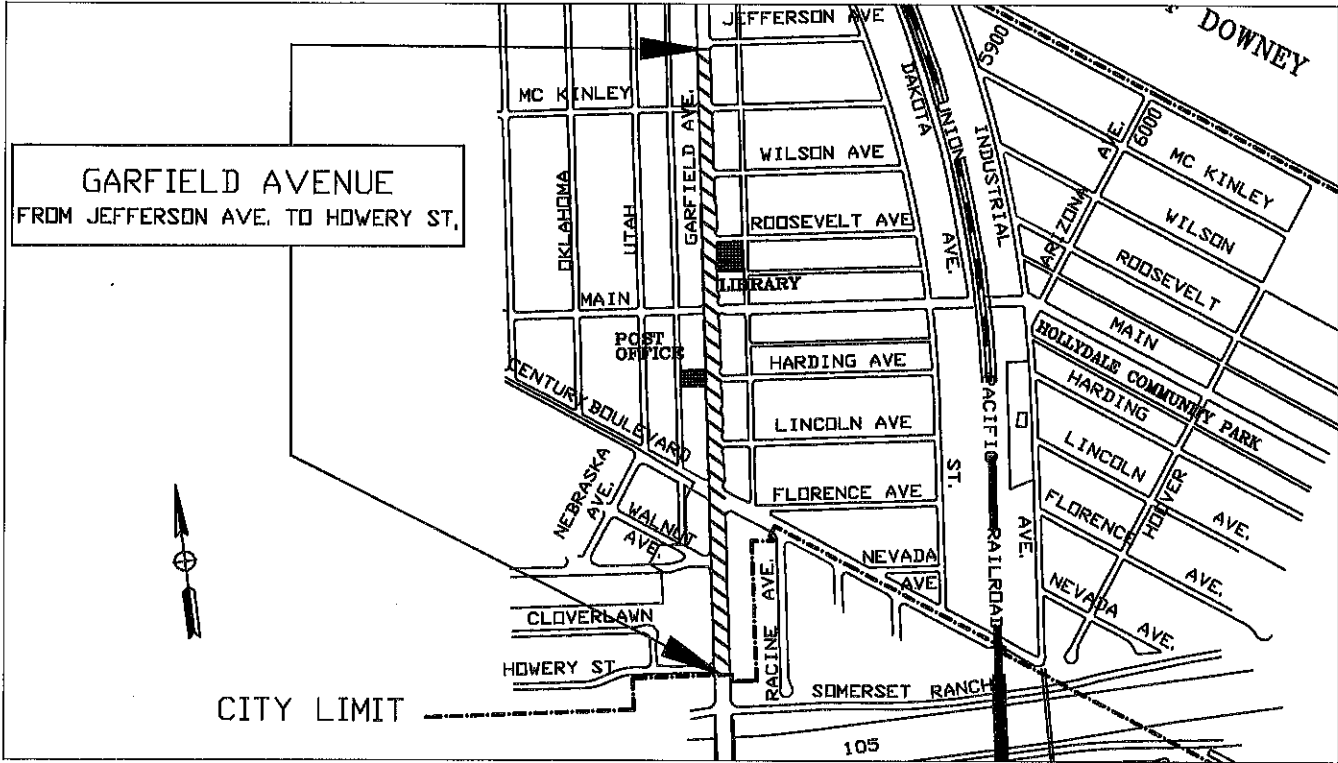 JEFFERSON AVE
DOWNEY
5900
DAKOTA
UNION
INDUSTRIAL
AVE.
6000
MC KINLEY
GARFIELD AVE.
WILSON AVE
MC KINLEY
GARFIELD AVENUE
FROM JEFFERSON AVE. TO HOWERY ST.
OKLAHOMA
UTAH
ROOSEVELT AVE
AVE.
ARIZONA
WILSON
ROOSEVELT
LIBRARY
MAIN
MAIN
POST
OFFICE
HARDING AVE
HOLLYDALE COMMUNITY PARK
HARDING
CENTURY BOULEVARD
PACIFIC
LINCOLN AVE
LINCOLN
NEBRASKA
AVE.
WALNUT
AVE.
FLORENCE AVE
ST.
FLORENCE
HOOVER
AVE.
AVE.
RAILROAD
NEVADA
AVE
AVE.
NEVADA AVE.
RACINE AVE.
CLOVERLAWN
HOWERY ST
SOMERSET RANCH
CITY LIMIT
105